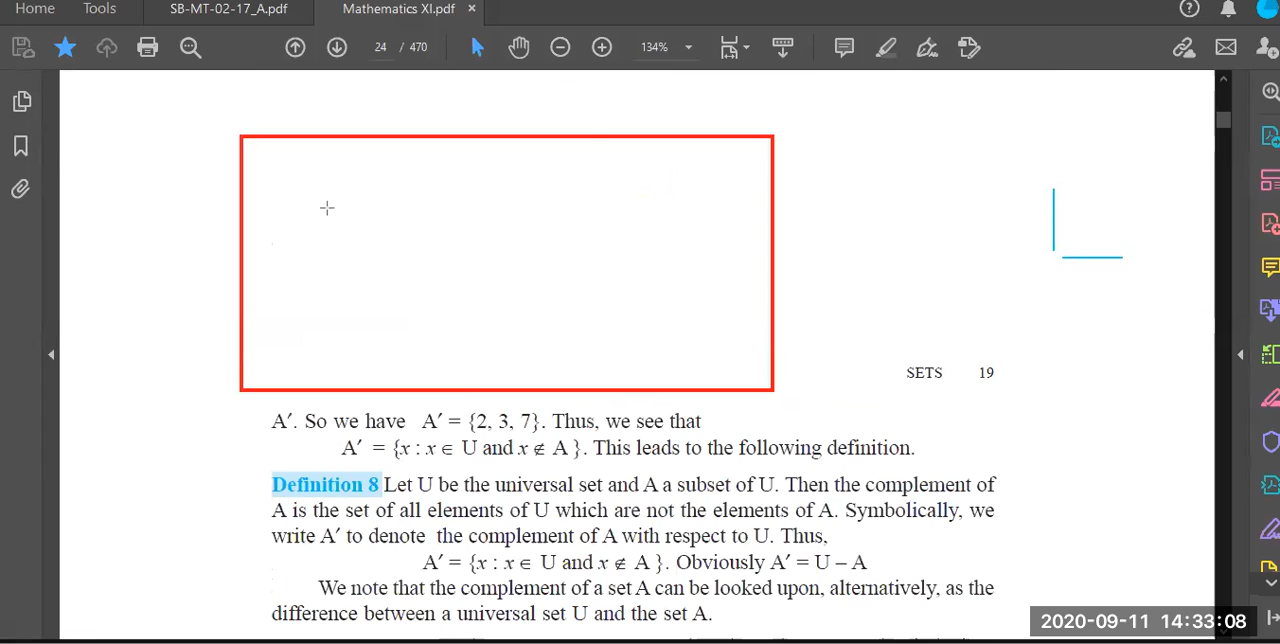 Home Tools SB-MT-02-17_A.pdf Mathematics XI.pdf ×
24 / 470 134%
SETS 19
A′. So we have A′ = {2, 3, 7}. Thus, we see that
A′ = {x : x ∈ U and x ∉ A }. This leads to the following definition.
Definition 8 Let U be the universal set and A a subset of U. Then the complement of
A is the set of all elements of U which are not the elements of A. Symbolically, we
write A′ to denote the complement of A with respect to U. Thus,
A′ = {x : x ∈ U and x ∉ A }. Obviously A′ = U – A
We note that the complement of a set A can be looked upon, alternatively, as the
difference between a universal set U and the set A.
2020-09-11 14:33:08